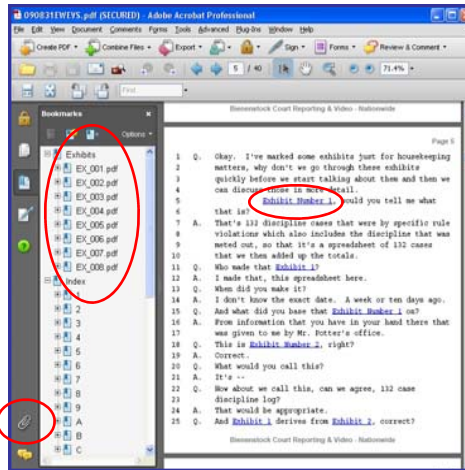 090831EWEYS.pdf (SECURED) - Adobe Acrobat Professional
File Edit View Document Comments Forms Tools Advanced Plug-Ins Window Help
Create PDF Combine Files Export Sign Forms Review & Comment
5 / 40 71.4%
Find
Bookmarks
Options
Exhibits
EX_001.pdf
EX_002.pdf
EX_003.pdf
EX_004.pdf
EX_005.pdf
EX_006.pdf
EX_007.pdf
EX_008.pdf
Index
1
2
3
4
5
6
7
8
9
A
B
C
Bienenstock Court Reporting & Video - Nationwide
Page 5
1 Q. Okay. I've marked some exhibits just for housekeeping
2 matters, why don't we go through these exhibits
3 quickly before we start talking about them and then we
4 can discuss those in more detail.
5 Exhibit Number 1, could you tell me what
6 that is?
7 A. That's 132 discipline cases that were by specific rule
8 violations which also includes the discipline that was
9 meted out, so that it's a spreadsheet of 132 cases
10 that we then added up the totals.
11 Q. Who made that Exhibit 1?
12 A. I made that, this spreadsheet here.
13 Q. When did you make it?
14 A. I don't know the exact date. A week or ten days ago.
15 Q. And what did you base that Exhibit Number 1 on?
16 A. From information that you have in your hand there that
17 was given to me by Mr. Potter's office.
18 Q. This is Exhibit Number 2, right?
19 A. Correct.
20 Q. What would you call this?
21 A. It's --
22 Q. How about we call this, can we agree, 132 case
23 discipline log?
24 A. That would be appropriate.
25 Q. And Exhibit 1 derives from Exhibit 2, correct?
Bienenstock Court Reporting & Video - Nationwide